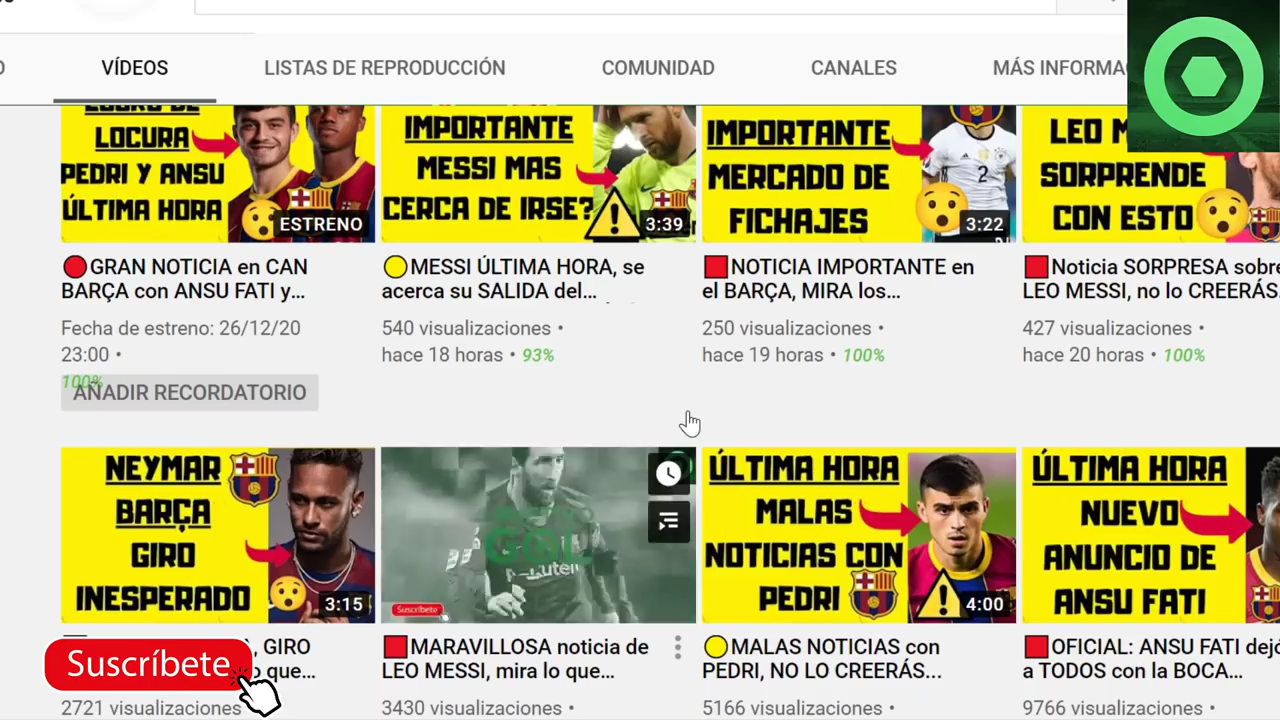 VÍDEOS
LISTAS DE REPRODUCCIÓN
COMUNIDAD
CANALES
MÁS INFORMA
LOCURA
PEDRI Y ANSU
ÚLTIMA HORA
ESTRENO
IMPORTANTE
MESSI MAS
CERCA DE IRSE?
3:39
IMPORTANTE
MERCADO DE
FICHAJES
2
3:22
LEO M
SORPRENDE
CON ESTO
GRAN NOTICIA en CAN
BARÇA con ANSU FATI y...
Fecha de estreno: 26/12/20
23:00 •
100%
AÑADIR RECORDATORIO
MESSI ÚLTIMA HORA, se
acerca su SALIDA del...
540 visualizaciones •
hace 18 horas • 93%
NOTICIA IMPORTANTE en
el BARÇA, MIRA los...
250 visualizaciones •
hace 19 horas • 100%
Noticia SORPRESA sobre
LEO MESSI, no lo CREERÁS
427 visualizaciones •
hace 20 horas • 100%
NEYMAR
BARÇA
GIRO
INESPERADO
3:15
GOL
Suscríbete
ÚLTIMA HORA
MALAS
NOTICIAS CON
PEDRI
4:00
ÚLTIMA HORA
NUEVO
ANUNCIO DE
ANSU FATI
, GIRO
que...
Suscríbete
2721 visualizaciones
MARAVILLOSA noticia de
LEO MESSI, mira lo que...
3430 visualizaciones •
MALAS NOTICIAS con
PEDRI, NO LO CREERÁS...
5166 visualizaciones •
OFICIAL: ANSU FATI dejó
a TODOS con la BOCA...
9766 visualizaciones •